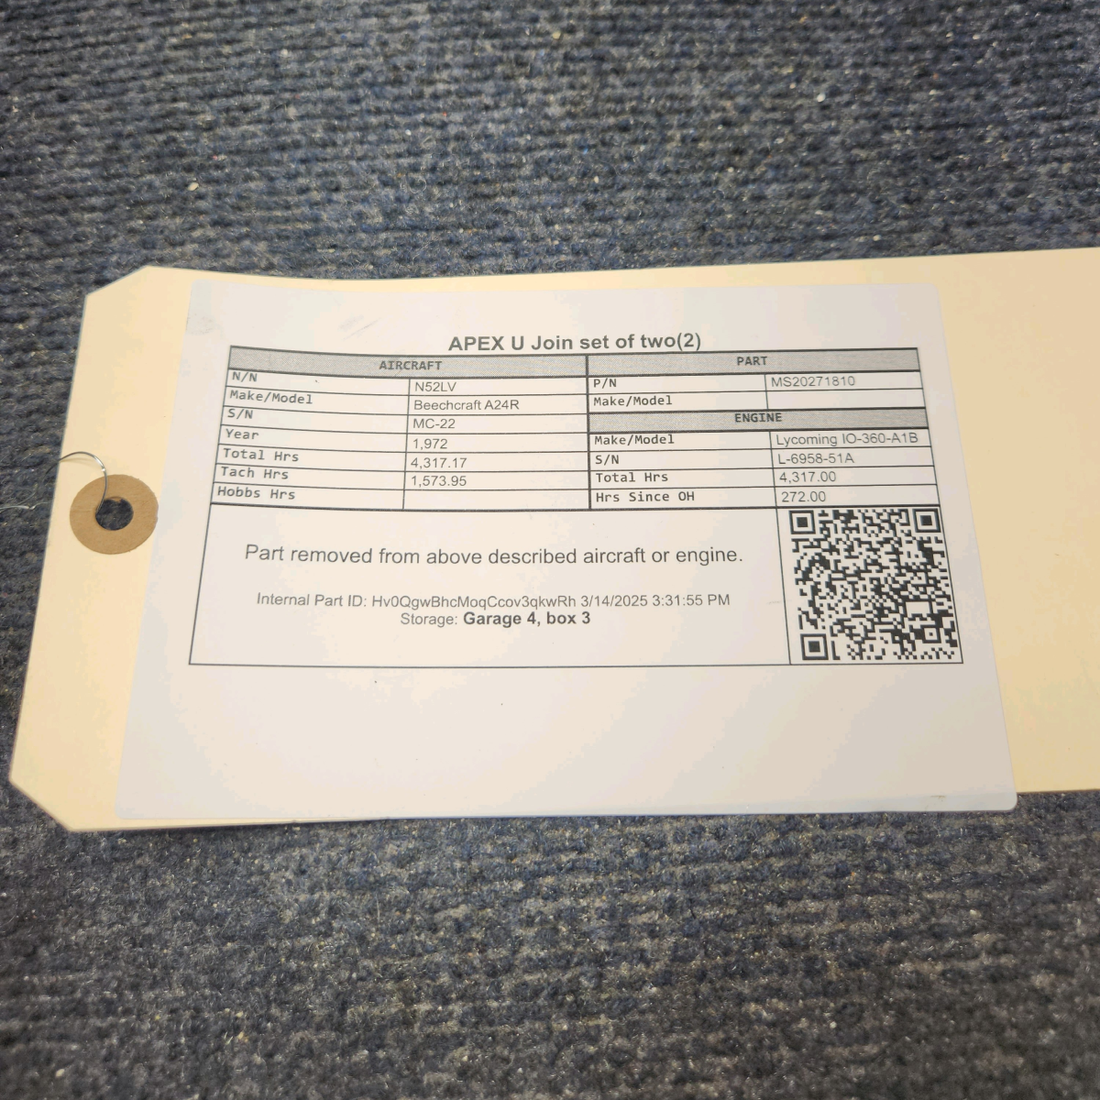 APEX U Join set of two(2)
AIRCRAFT PART
N/N N52LV P/N MS20271810
Make/Model Beechcraft A24R Make/Model
S/N MC-22 ENGINE
Year 1,972 Make/Model Lycoming IO-360-A1B
Total Hrs 4,317.17 S/N L-6958-51A
Tach Hrs 1,573.95 Total Hrs 4,317.00
Hobbs Hrs Hrs Since OH 272.00
Part removed from above described aircraft or engine.
Internal Part ID: Hv0QgwBhcMoqCcov3qkwRh 3/14/2025 3:31:55 PM
Storage: Garage 4, box 3